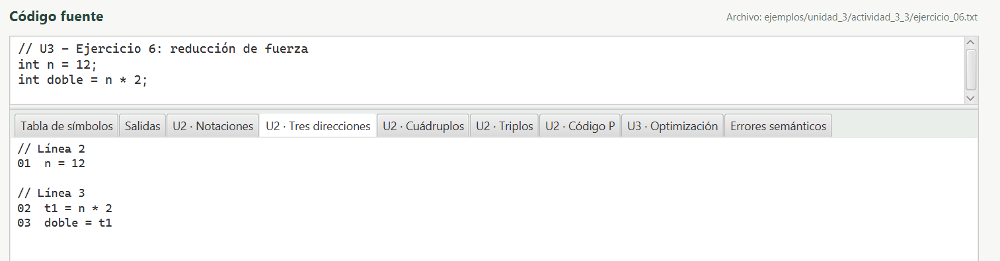 Código fuente
Archivo: ejemplos/unidad_3/actividad_3_3/ejercicio_06.txt
// U3 - Ejercicio 6: reducción de fuerza
int n = 12;
int doble = n * 2;
Tabla de símbolos Salidas U2 · Notaciones U2 · Tres direcciones U2 · Cuádruplos U2 · Triplos U2 · Código P U3 · Optimización Errores semánticos
// Línea 2
01  n = 12
// Línea 3
02  t1 = n * 2
03  doble = t1